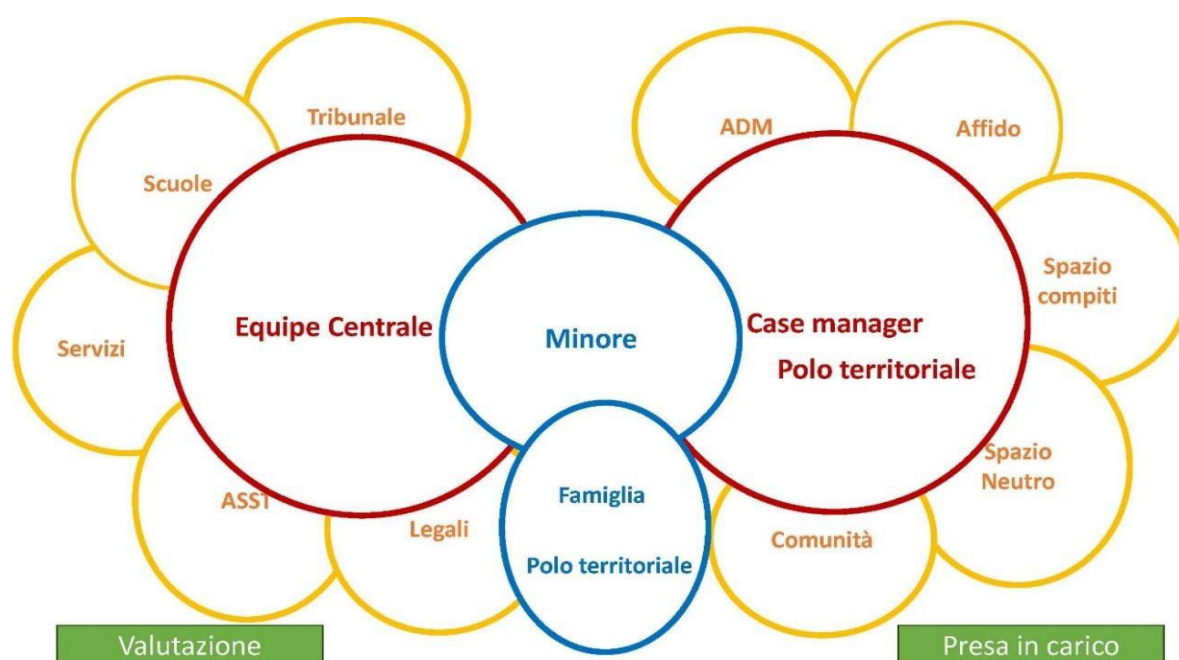 Tribunale
ADM
Affido
Scuole
Spazio
compiti
Equipe Centrale
Minore
Case manager
Polo territoriale
Servizi
Spazio
Neutro
ASST
Legali
Famiglia
Polo territoriale
Comunità
Valutazione
Presa in carico